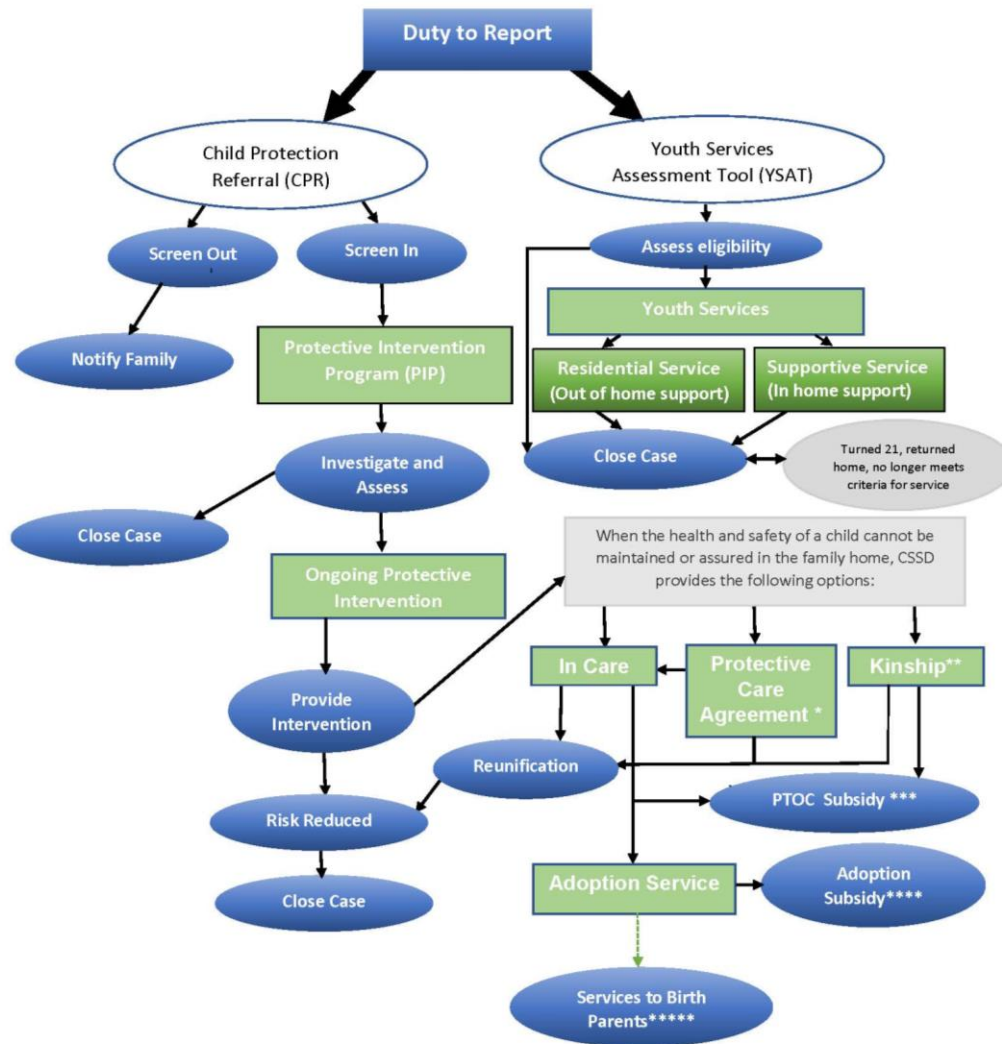 Duty to Report
Child Protection
Referral (CPR)
Youth Services
Assessment Tool (YSAT)
Screen Out
Screen In
Assess eligibility
Youth Services
Notify Family
Protective Intervention
Program (PIP)
Residential Service
(Out of home support)
Supportive Service
(In home support)
Close Case
Turned 21, returned
home, no longer meets
criteria for service
Investigate and
Assess
Close Case
When the health and safety of a child cannot be
maintained or assured in the family home, CSSD
provides the following options:
Ongoing Protective
Intervention
In Care
Protective
Care
Agreement *
Kinship**
Provide
Intervention
Reunification
PTOC Subsidy ***
Risk Reduced
Adoption Service
Adoption
Subsidy****
Close Case
Services to Birth
Parents*****